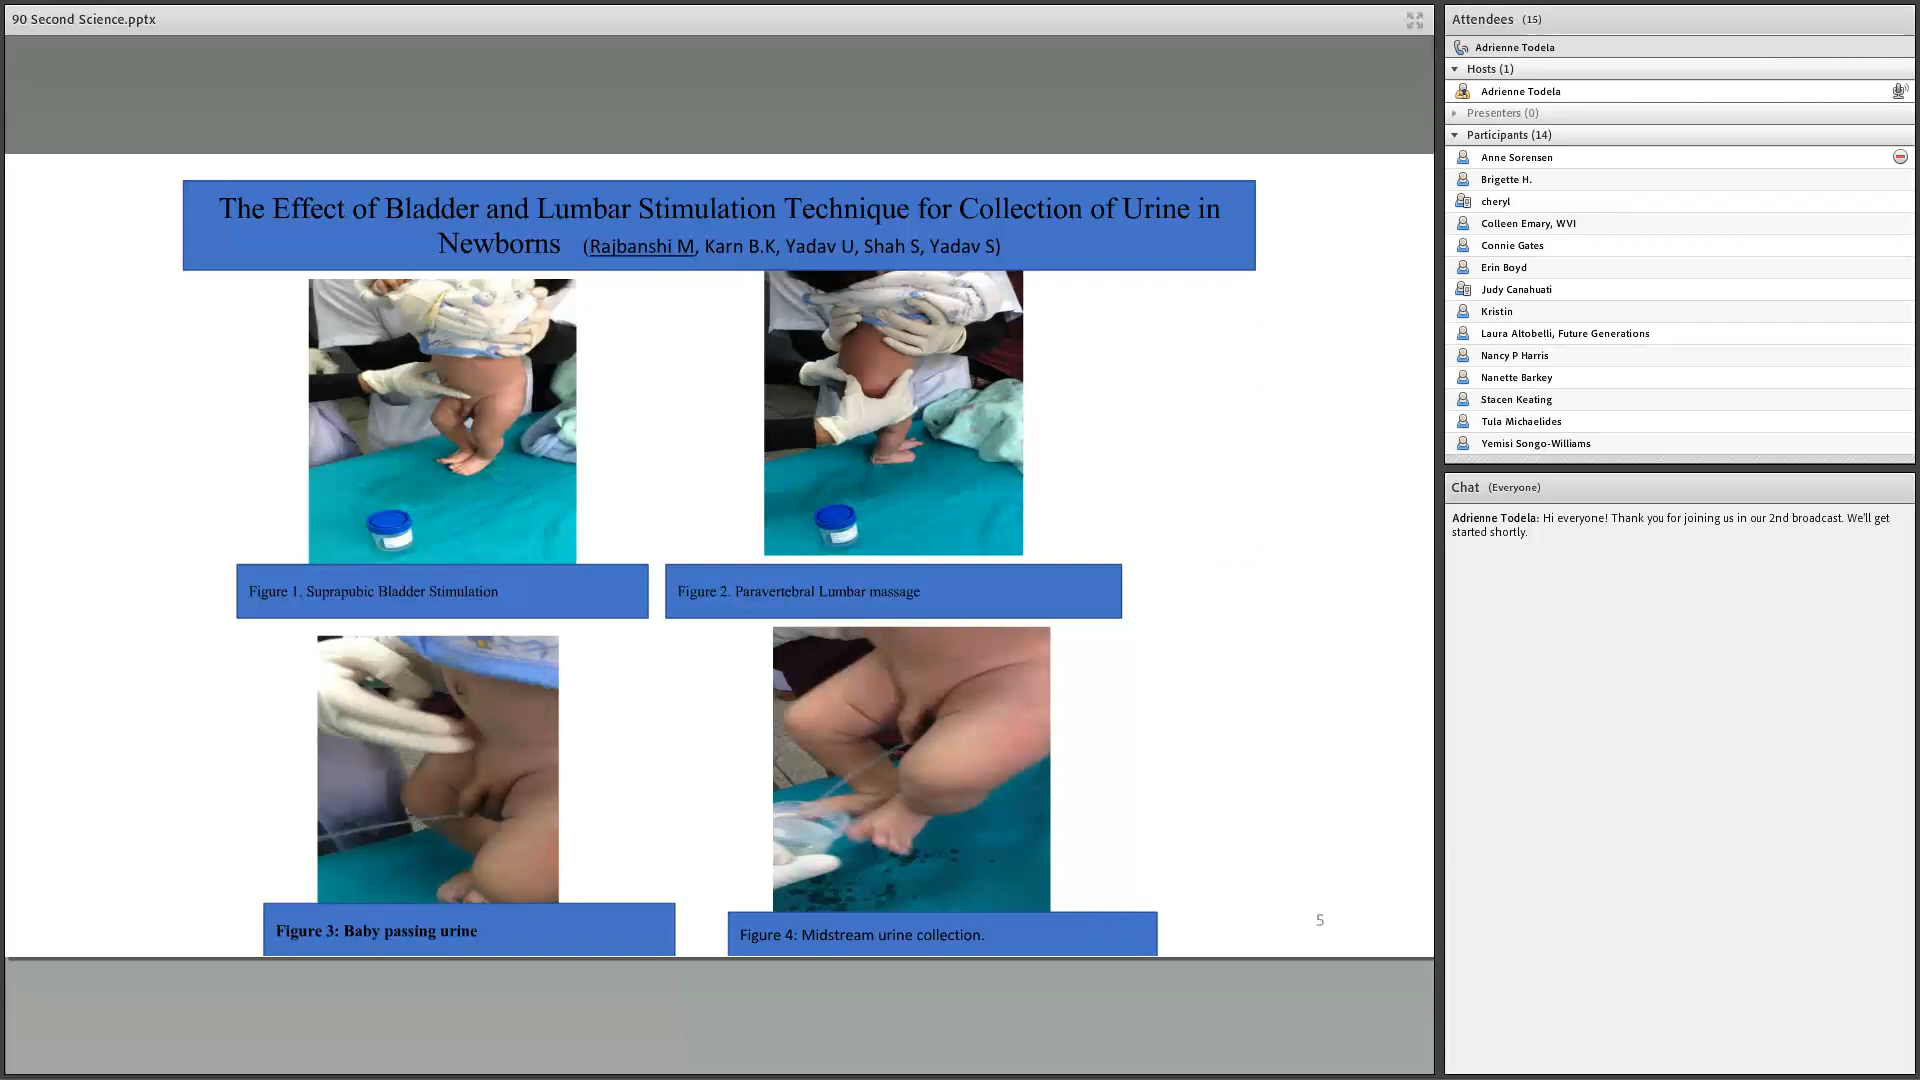 90 Second Science.pptx
The Effect of Bladder and Lumbar Stimulation Technique for Collection of Urine in
Newborns (Rajbanshi M, Karn B.K, Yadav U, Shah S, Yadav S)
Figure 1. Suprapubic Bladder Stimulation
Figure 2. Paravertebral Lumbar massage
Figure 3: Baby passing urine
Figure 4: Midstream urine collection.
5
Attendees (15)
Adrienne Todela
Hosts (1)
Adrienne Todela
Presenters (0)
Participants (14)
Anne Sorensen
Brigette H.
cheryl
Colleen Emary, WVI
Connie Gates
Erin Boyd
Judy Canahuati
Kristin
Laura Altobelli, Future Generations
Nancy P Harris
Nanette Barkey
Stacen Keating
Tula Michaelides
Yemisi Songo-Williams
Chat (Everyone)
Adrienne Todela: Hi everyone! Thank you for joining us in our 2nd broadcast. We'll get
started shortly.